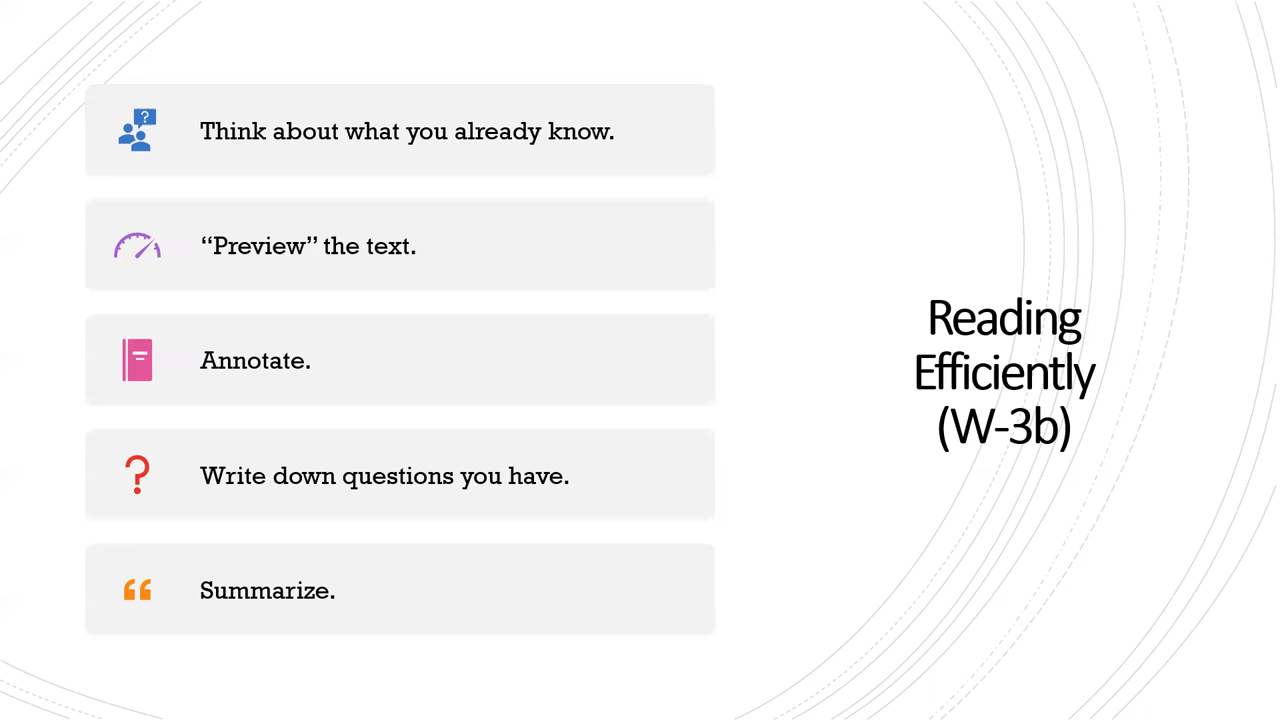 Think about what you already know.
“Preview” the text.
Annotate.
Write down questions you have.
Summarize.
Reading
Efficiently
(W-3b)